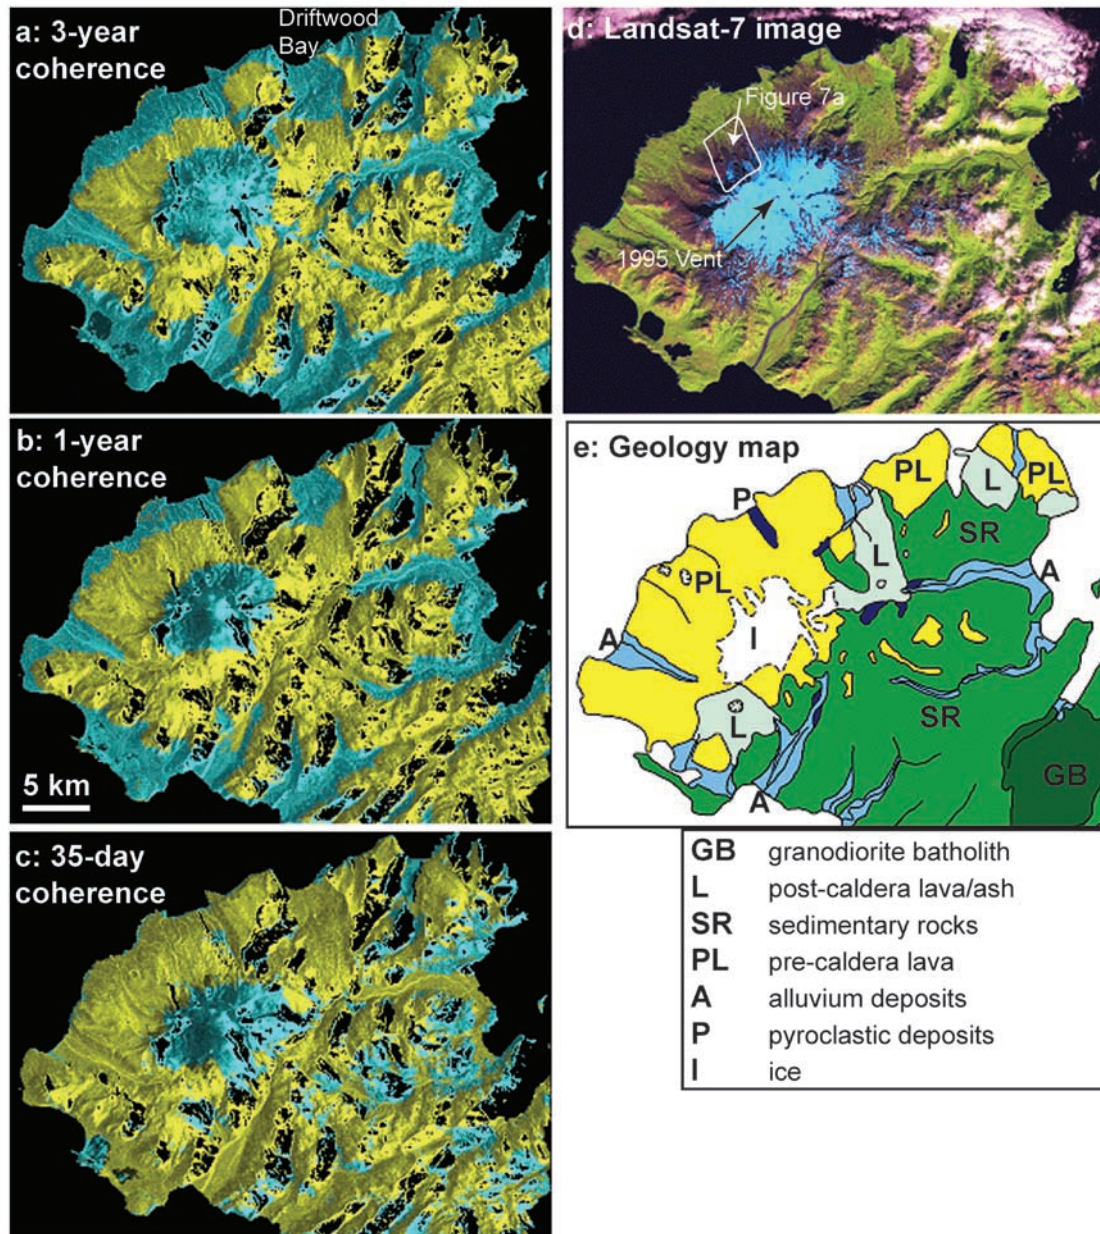 a: 3-year
coherence
Driftwood
Bay
b: 1-year
coherence
5 km
c: 35-day
coherence
d: Landsat-7 image
Figure 7a
1995 Vent
e: Geology map
PL
L
PL
P
SR
L
A
PL
A
I
SR
L
GB
A
GB granodiorite batholith
L post-caldera lava/ash
SR sedimentary rocks
PL pre-caldera lava
A alluvium deposits
P pyroclastic deposits
I ice